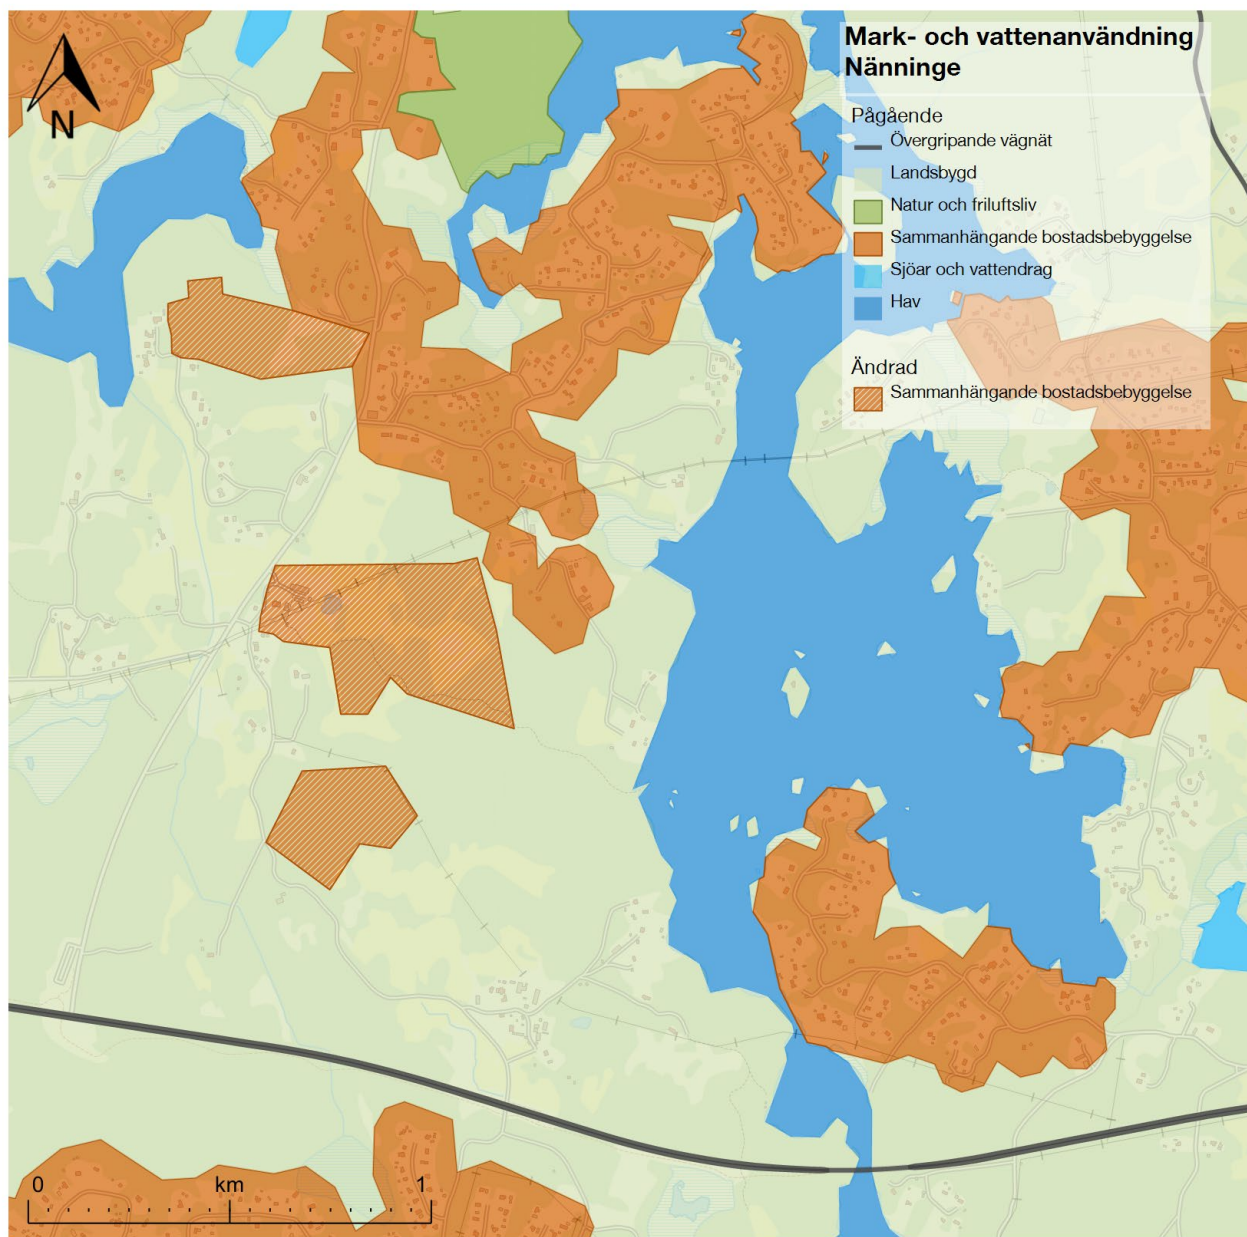 Mark- och vattenanvändning
Nänninge
Pågående
Övergripande vägnät
Landsbygd
Natur och friluftsliv
Sammanhängande bostadsbebyggelse
Sjöar och vattendrag
Hav
Ändrad
Sammanhängande bostadsbebyggelse
N
0 km 1